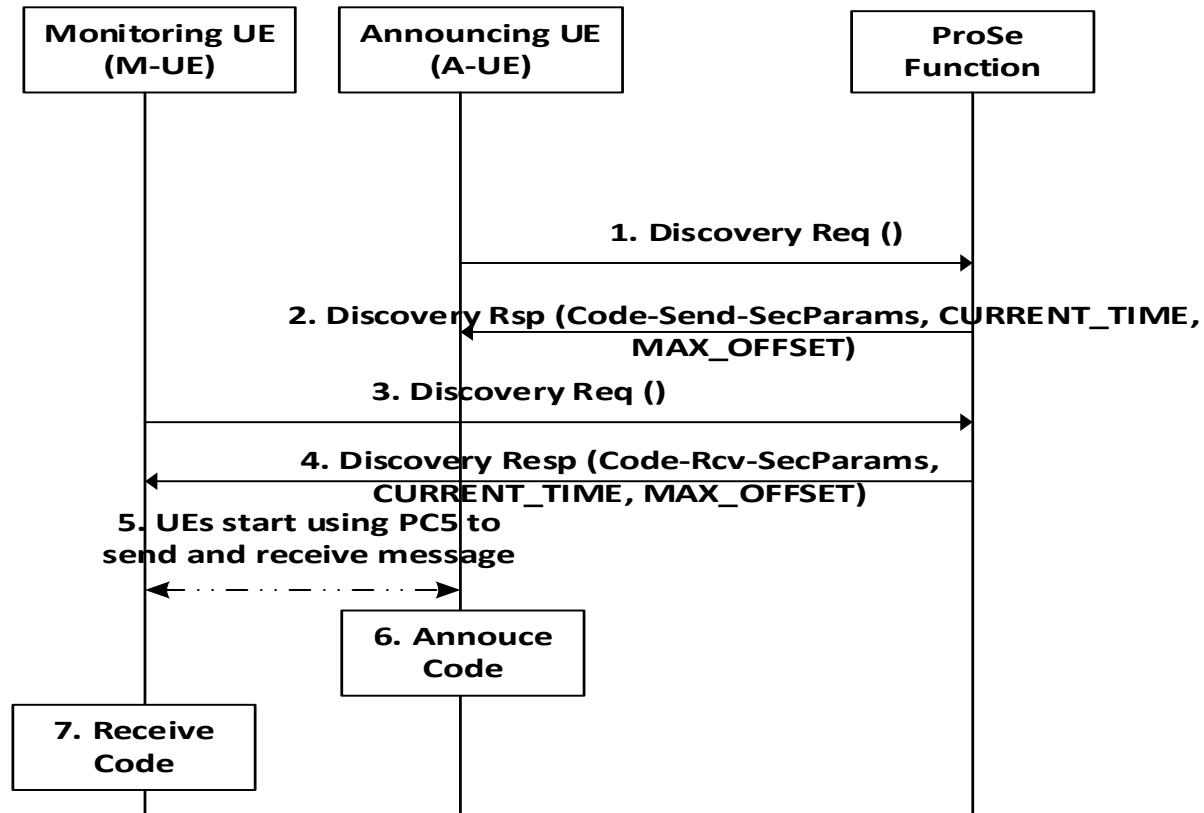 Monitoring UE
(M-UE)
Announcing UE
(A-UE)
ProSe
Function
1. Discovery Req ()
2. Discovery Rsp (Code-Send-SecParams, CURRENT_TIME,
MAX_OFFSET)
3. Discovery Req ()
4. Discovery Resp (Code-Rcv-SecParams,
CURRENT_TIME, MAX_OFFSET)
5. UEs start using PC5 to
send and receive message
6. Annouce
Code
7. Receive
Code